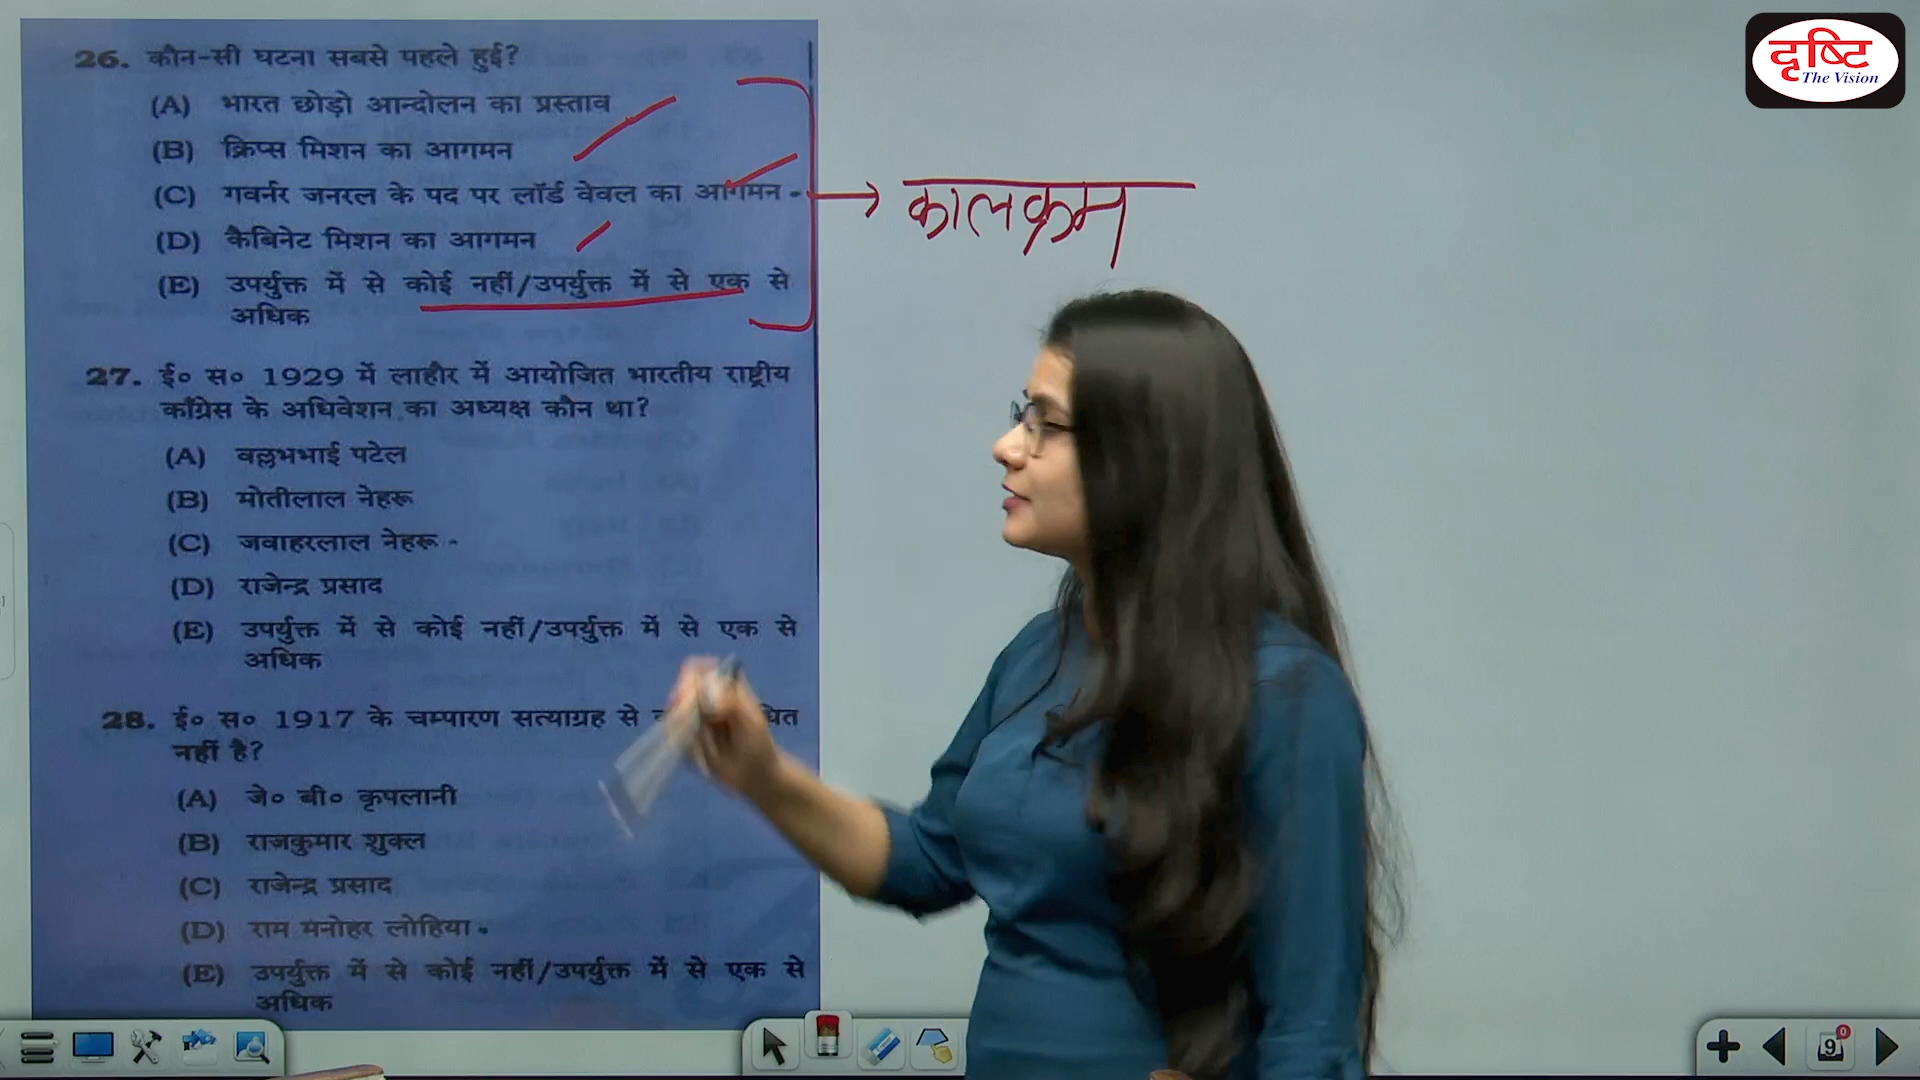 26. कौन-सी घटना सबसे पहले हुई?
(A) भारत छोड़ो आन्दोलन का प्रस्ताव
(B) क्रिप्स मिशन का आगमन
(C) गवर्नर जनरल के पद पर लॉर्ड वेवल का आगमन
(D) कैबिनेट मिशन का आगमन
(E) उपर्युक्त में से कोई नहीं/उपर्युक्त में से एक से
अधिक
27. ई० स० 1929 में लाहौर में आयोजित भारतीय राष्ट्रीय
काँग्रेस के अधिवेशन का अध्यक्ष कौन था?
(A) वल्लभभाई पटेल
(B) मोतीलाल नेहरू
(C) जवाहरलाल नेहरू
(D) राजेन्द्र प्रसाद
(E) उपर्युक्त में से कोई नहीं/उपर्युक्त में से एक से
अधिक
28. ई० स० 1917 के चम्पारण सत्याग्रह से
नहीं है?
(A) जे० बी० कृपलानी
(B) राजकुमार शुक्ल
(C) राजेन्द्र प्रसाद
(D) राम मनोहर लोहिया
(E) उपर्युक्त में से कोई नहीं/उपर्युक्त में से एक से
अधिक
कालक्रम
दृष्टि
The Vision
9
0